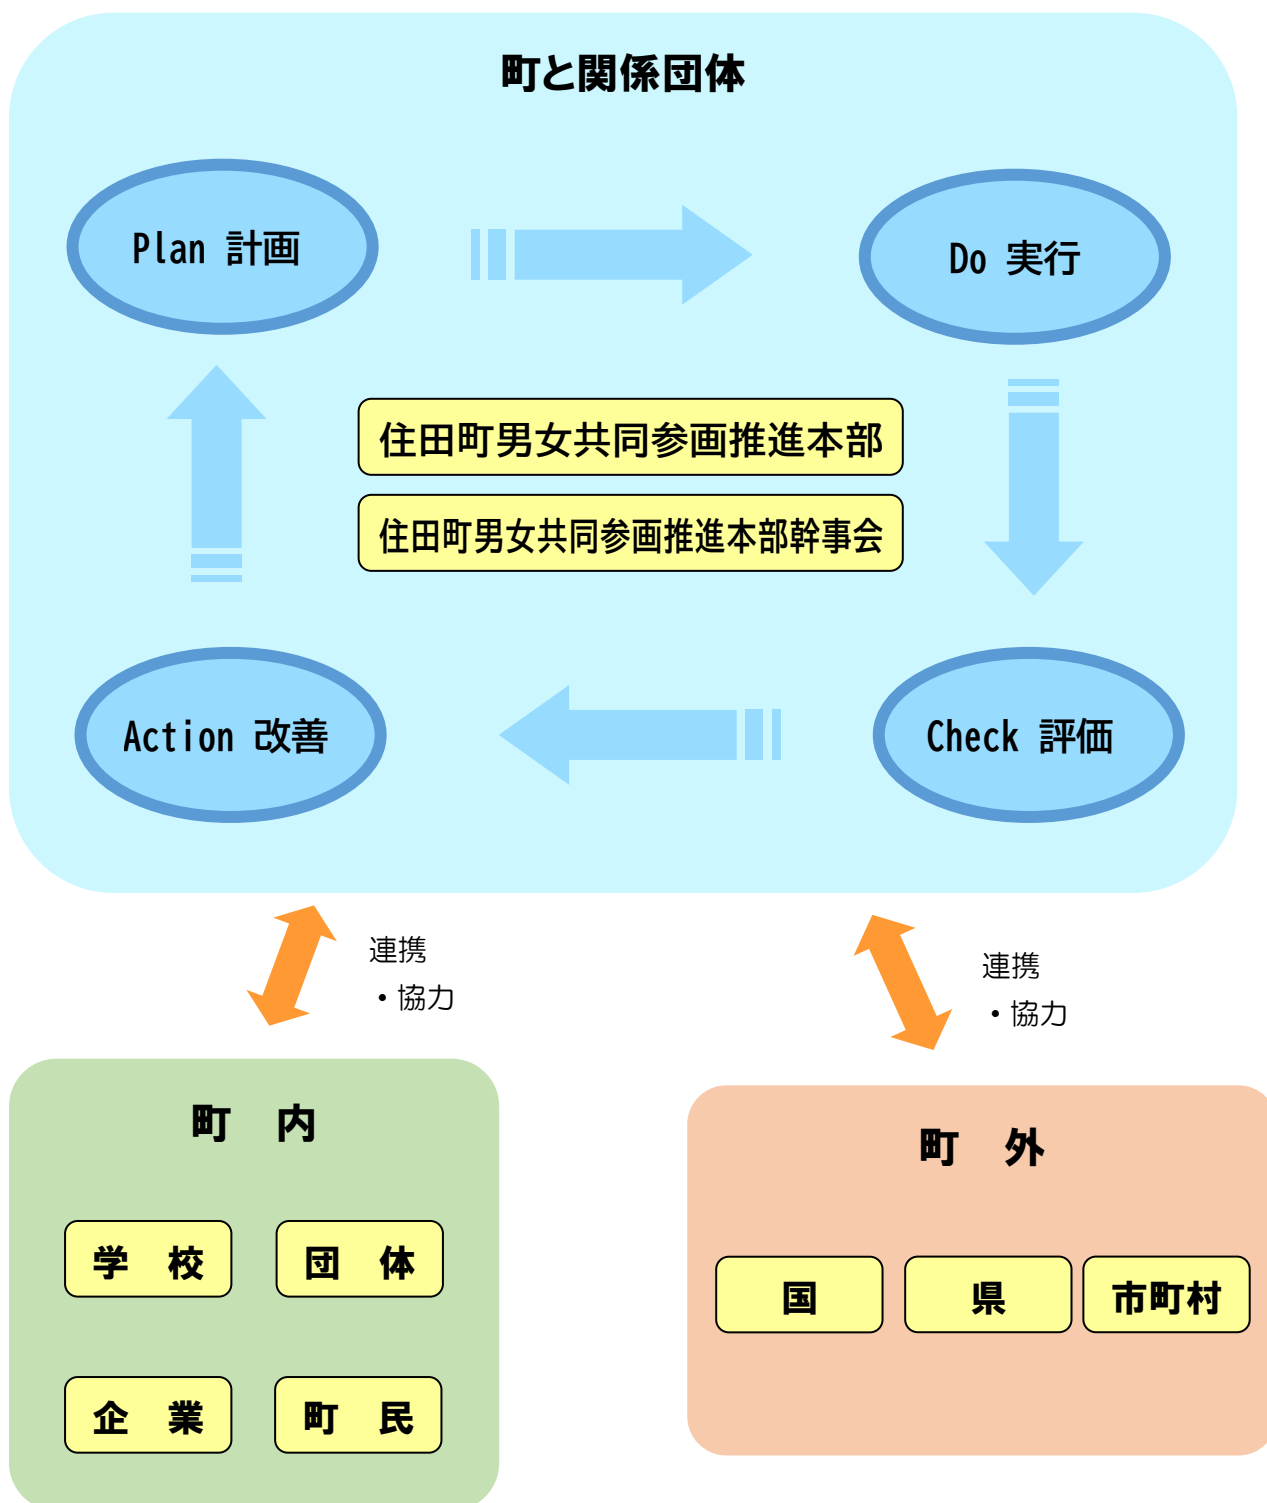 町と関係団体
Plan 計画
Do 実行
住田町男女共同参画推進本部
住田町男女共同参画推進本部幹事会
Action 改善
Check 評価
連携
・協力
連携
・協力
町　内
学　校
団　体
企　業
町　民
町　外
国
県
市町村